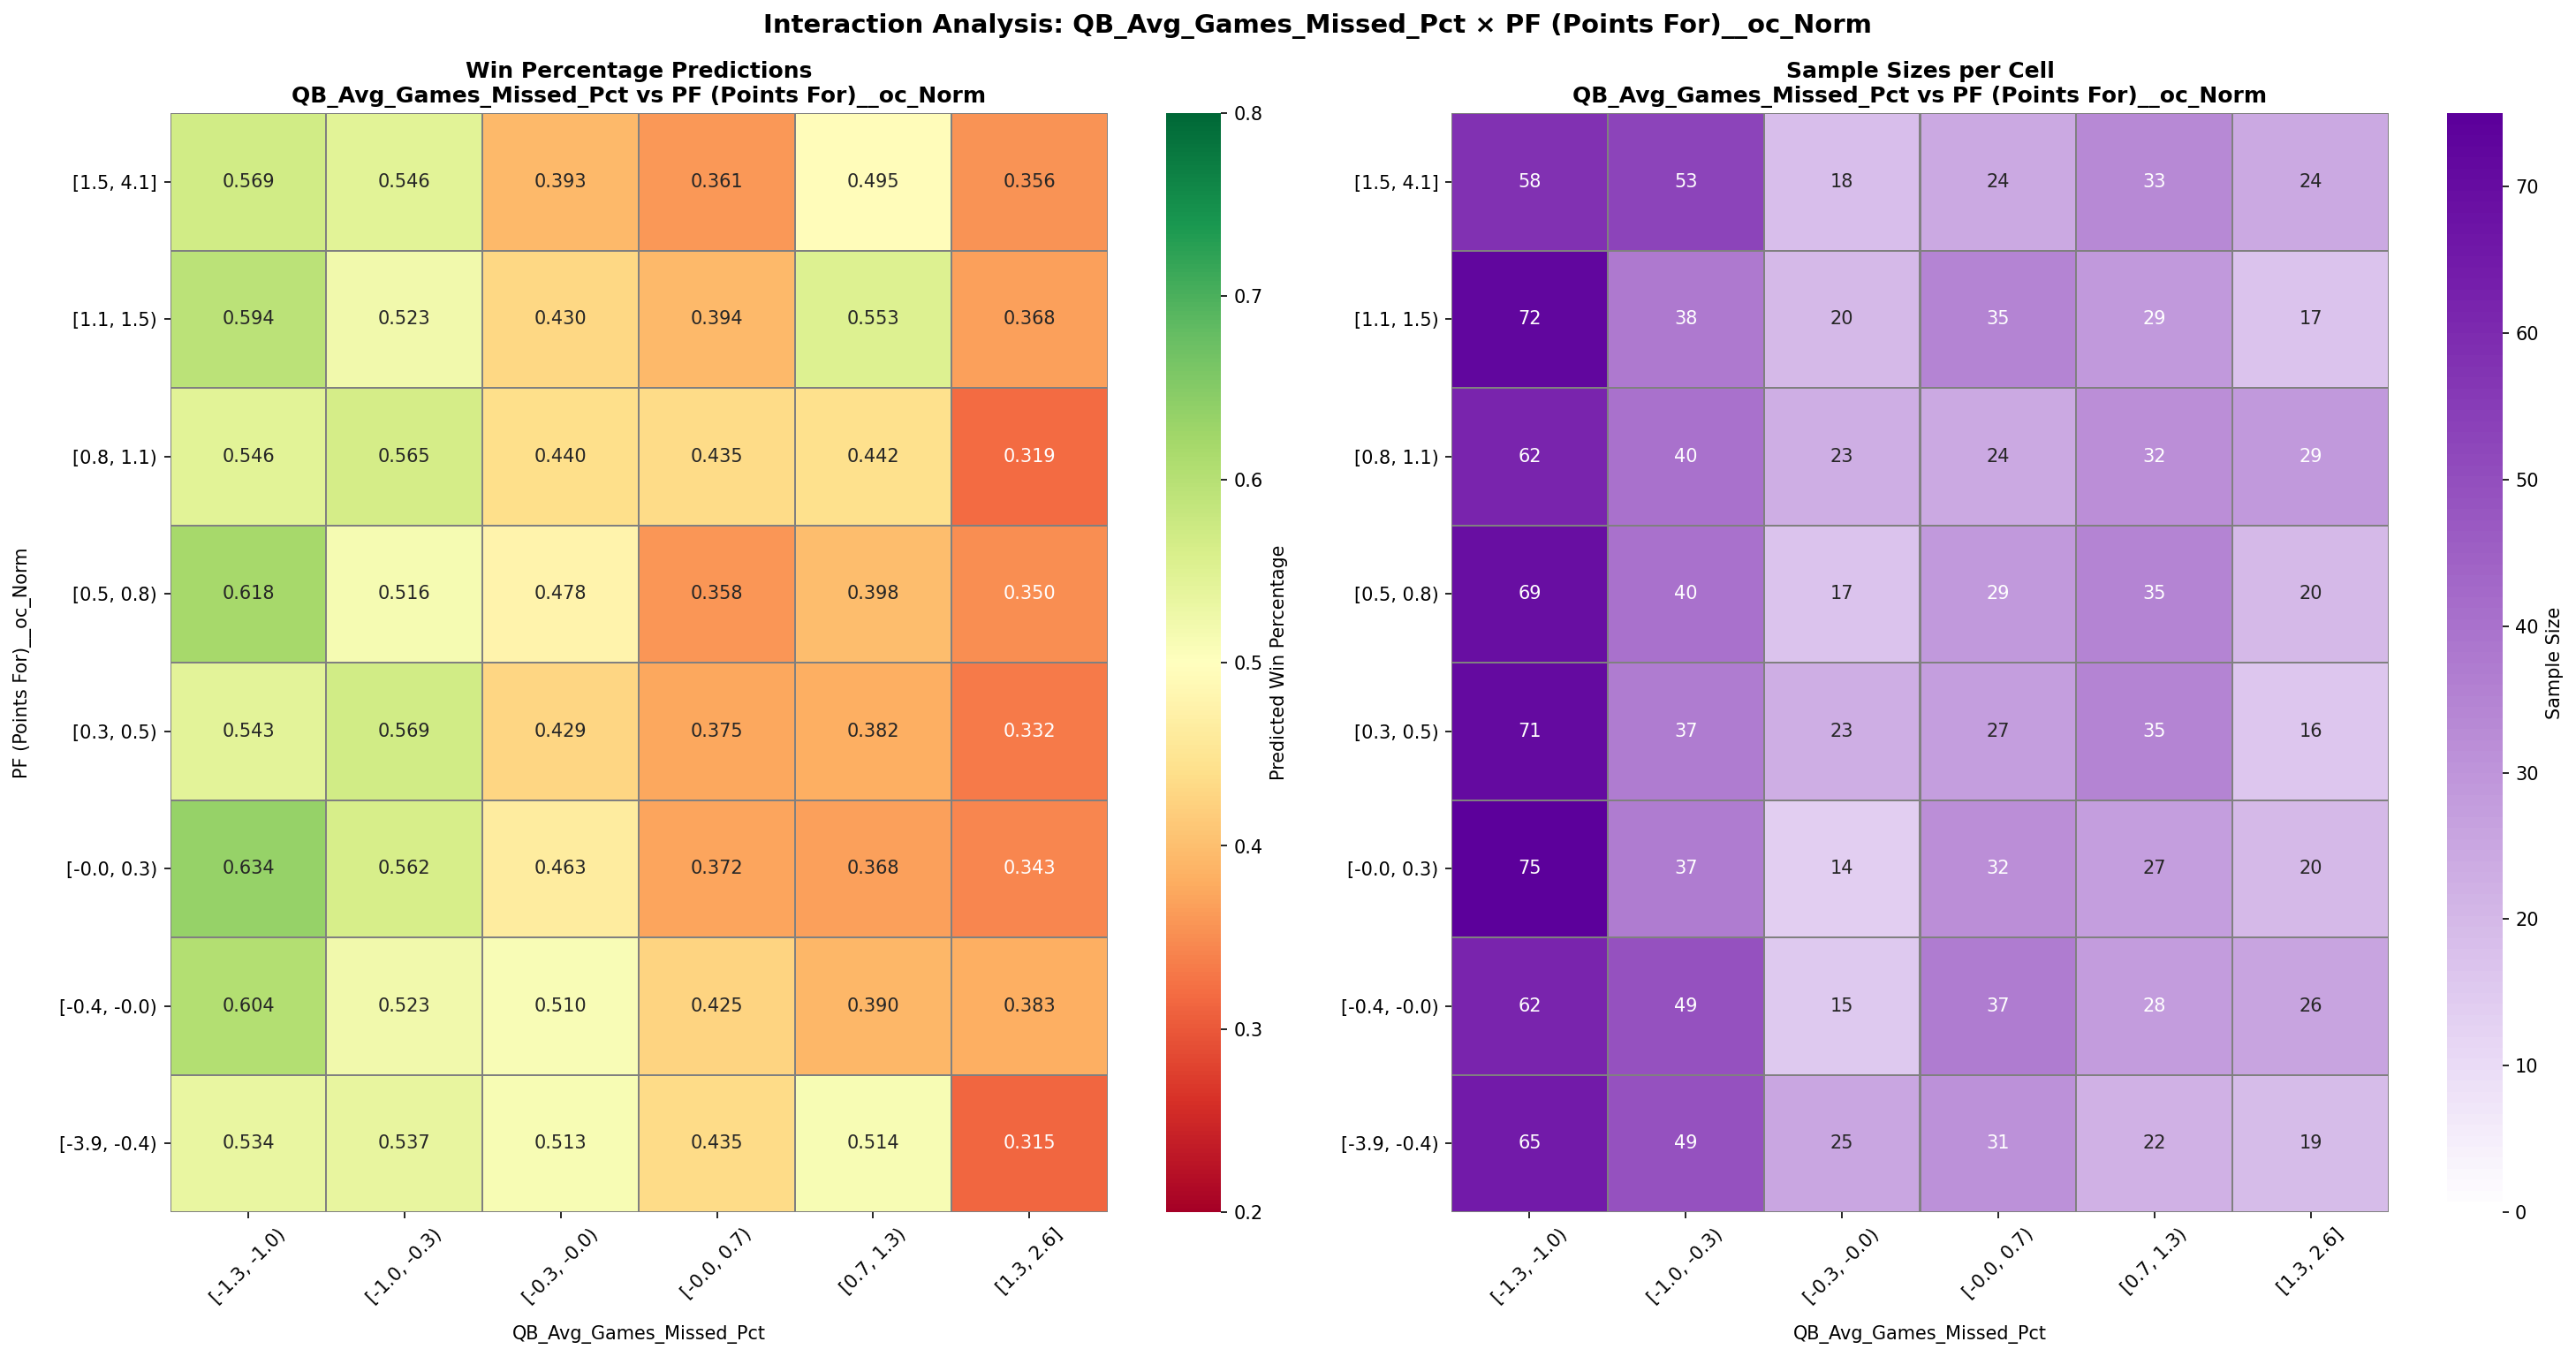 Interaction Analysis: QB_Avg_Games_Missed_Pct × PF (Points For)__oc_Norm
Win Percentage Predictions
QB_Avg_Games_Missed_Pct vs PF (Points For)__oc_Norm
PF (Points For)__oc_Norm
[1.5, 4.1] 0.569 0.546 0.393 0.361 0.495 0.356
[1.1, 1.5) 0.594 0.523 0.430 0.394 0.553 0.368
[0.8, 1.1) 0.546 0.565 0.440 0.435 0.442 0.319
[0.5, 0.8) 0.618 0.516 0.478 0.358 0.398 0.350
[0.3, 0.5) 0.543 0.569 0.429 0.375 0.382 0.332
[-0.0, 0.3) 0.634 0.562 0.463 0.372 0.368 0.343
[-0.4, -0.0) 0.604 0.523 0.510 0.425 0.390 0.383
[-3.9, -0.4) 0.534 0.537 0.513 0.435 0.514 0.315
[-1.3, -1.0) [-1.0, -0.3) [-0.3, -0.0) [-0.0, 0.7) [0.7, 1.3) [1.3, 2.6]
QB_Avg_Games_Missed_Pct
0.8
0.7
0.6
0.5
0.4
0.3
0.2
Predicted Win Percentage
Sample Sizes per Cell
QB_Avg_Games_Missed_Pct vs PF (Points For)__oc_Norm
[1.5, 4.1] 58 53 18 24 33 24
[1.1, 1.5) 72 38 20 35 29 17
[0.8, 1.1) 62 40 23 24 32 29
[0.5, 0.8) 69 40 17 29 35 20
[0.3, 0.5) 71 37 23 27 35 16
[-0.0, 0.3) 75 37 14 32 27 20
[-0.4, -0.0) 62 49 15 37 28 26
[-3.9, -0.4) 65 49 25 31 22 19
[-1.3, -1.0) [-1.0, -0.3) [-0.3, -0.0) [-0.0, 0.7) [0.7, 1.3) [1.3, 2.6]
QB_Avg_Games_Missed_Pct
70
60
50
40
30
20
10
0
Sample Size